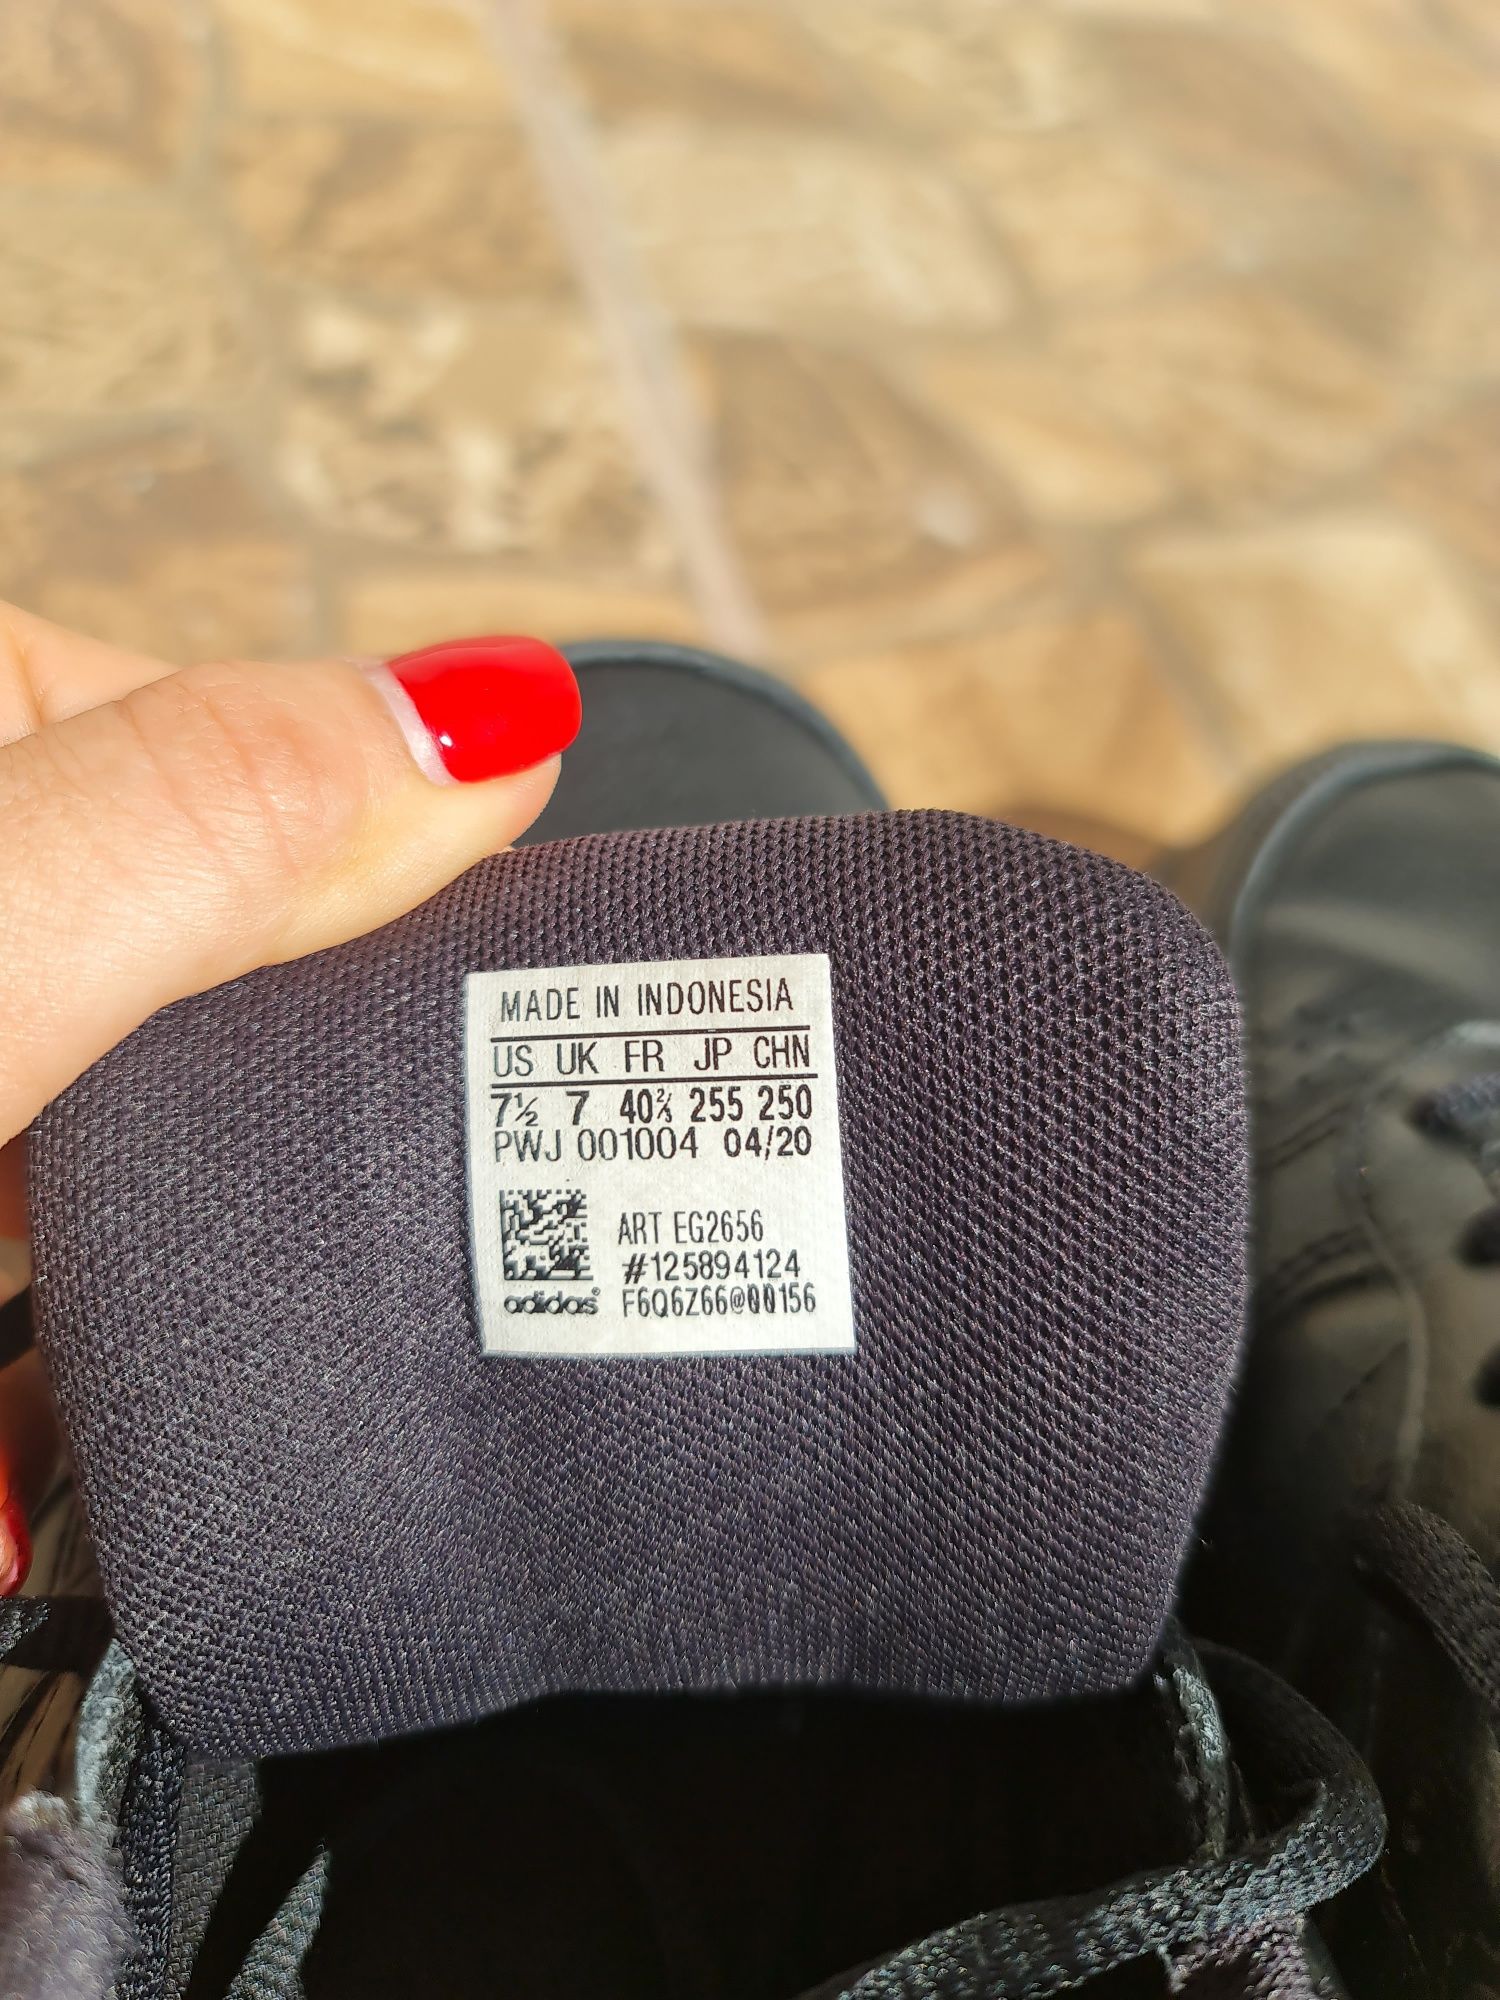 MADE IN INDONESIA
US UK FR JP CHN
7½ 7 40⅔ 255 250
PWJ 001004 04/20
ART EG2656
#125894124
adidas® F6Q6Z66@00156